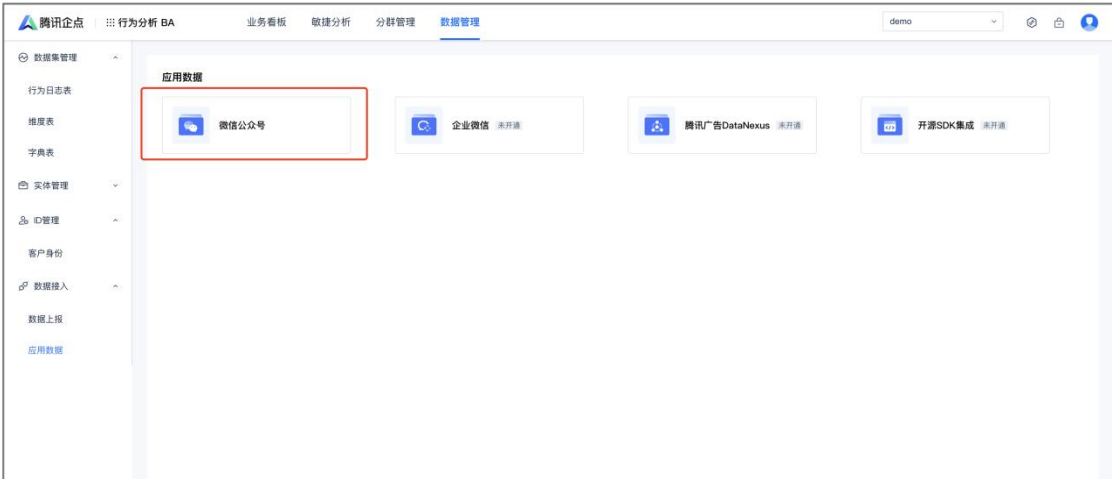 腾讯企点 行为分析 BA 业务看板 敏捷分析 分群管理 数据管理 demo
数据集管理
行为日志表
维度表
字典表
实体管理
ID管理
客户身份
数据接入
数据上报
应用数据
应用数据
微信公众号
企业微信 未开通
腾讯广告DataNexus 未开通
开源SDK集成 未开通